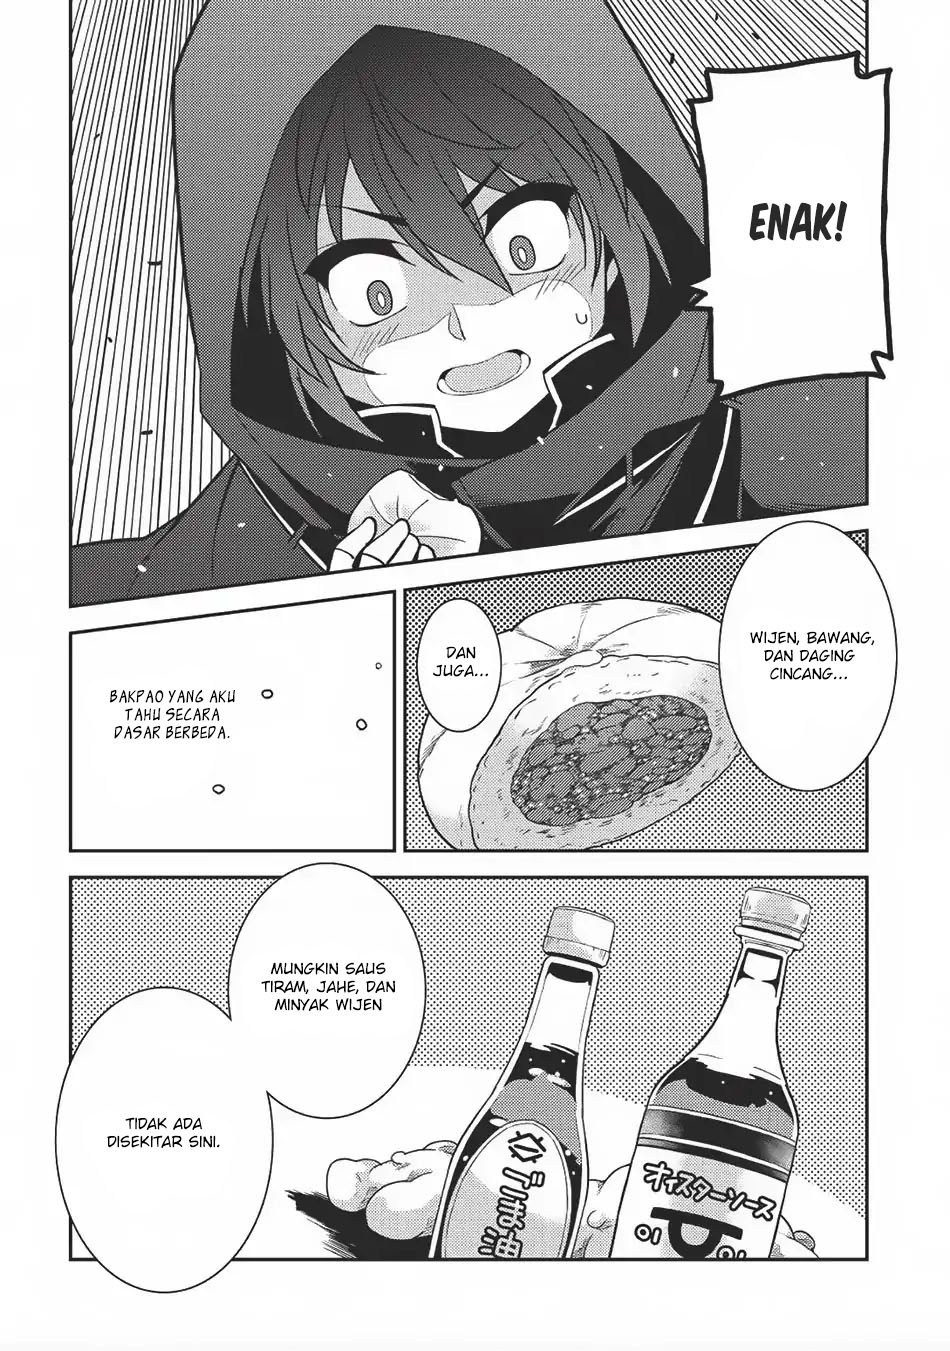 ENAK!
WIJEN, BAWANG,
DAN DAGING
CINCANG...
DAN
JUGA...
BAKPAO YANG AKU
TAHU SECARA
DASAR BERBEDA.
MUNGKIN SAUS
TIRAM, JAHE, DAN
MINYAK WIJEN
TIDAK ADA
DISEKITAR SINI.
オイスターソース